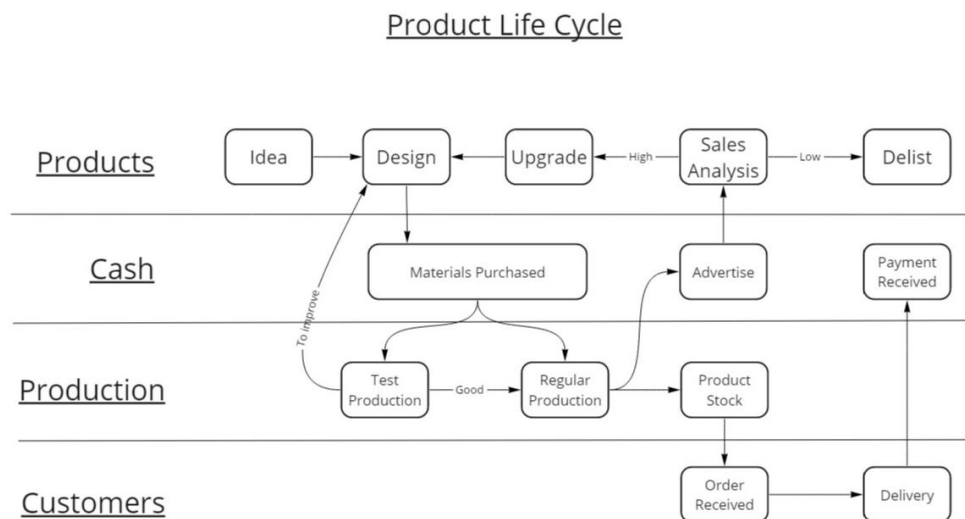 Product Life Cycle
Products
Idea
Design
Upgrade
High
Sales
Analysis
Low
Delist
Cash
Materials Purchased
Advertise
Payment
Received
To improve
Production
Test
Production
Good
Regular
Production
Product
Stock
Customers
Order
Received
Delivery